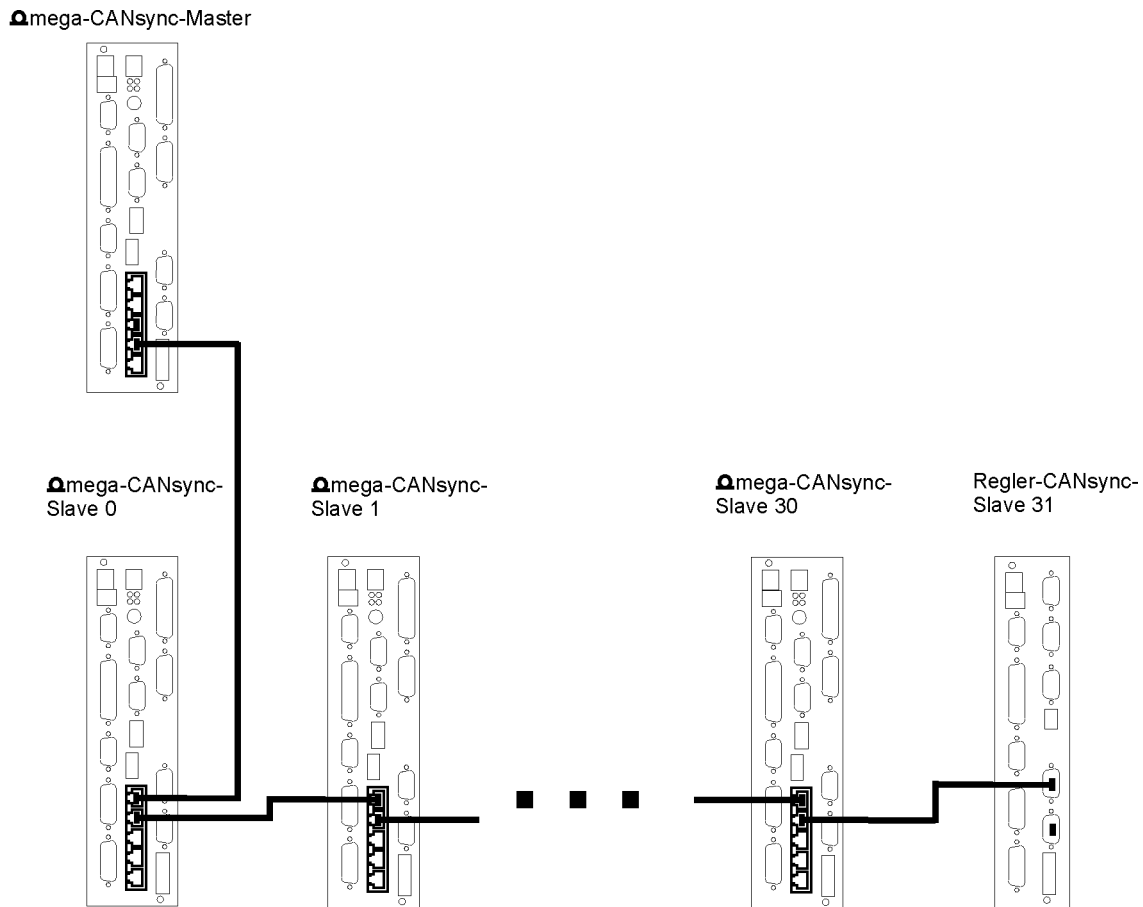 Ωmega-CANsync-Master
Ωmega-CANsync-
Slave 0
Ωmega-CANsync-
Slave 1
Ωmega-CANsync-
Slave 30
Regler-CANsync-
Slave 31